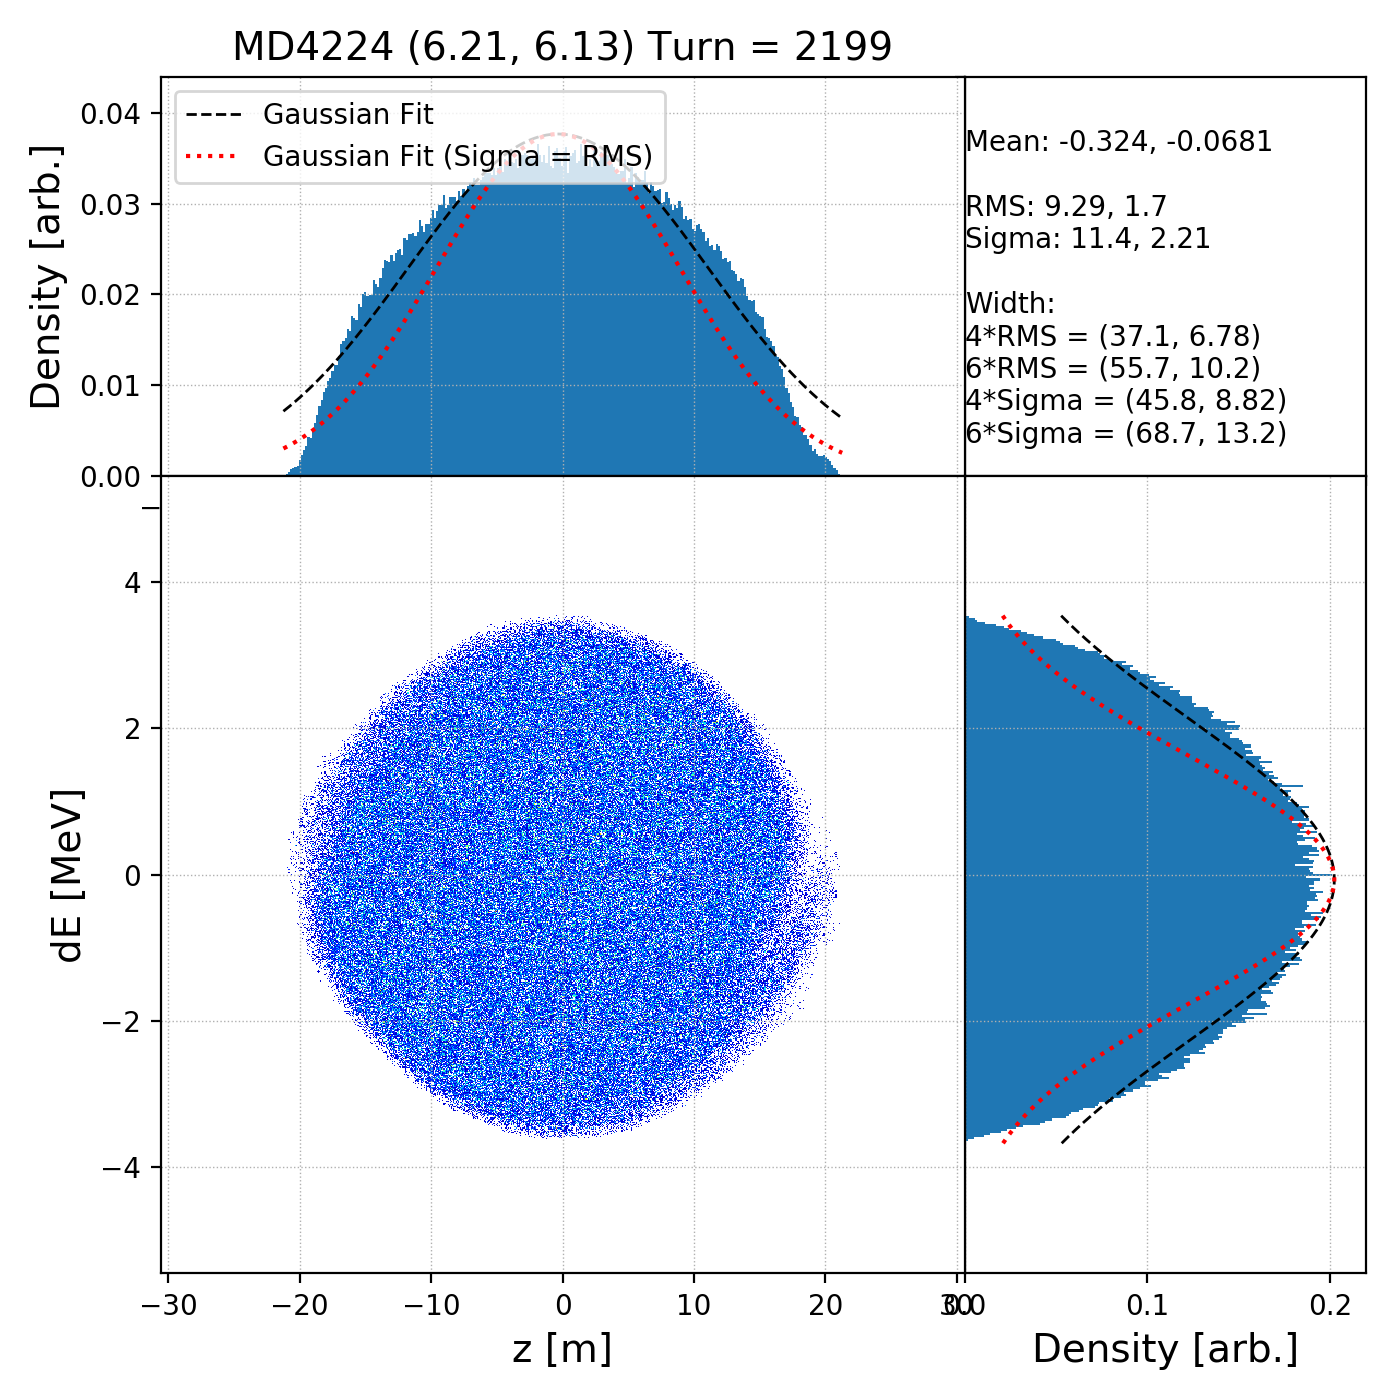 MD4224 (6.21, 6.13) Turn = 2199
Gaussian Fit
Gaussian Fit (Sigma = RMS)
Density [arb.]
0.04
0.03
0.02
0.01
0.00
Mean: -0.324, -0.0681
RMS: 9.29, 1.7
Sigma: 11.4, 2.21
Width:
4*RMS = (37.1, 6.78)
6*RMS = (55.7, 10.2)
4*Sigma = (45.8, 8.82)
6*Sigma = (68.7, 13.2)
dE [MeV]
4
2
0
−2
−4
−30
−20
−10
0
10
20
30
z [m]
0.0
0.1
0.2
Density [arb.]